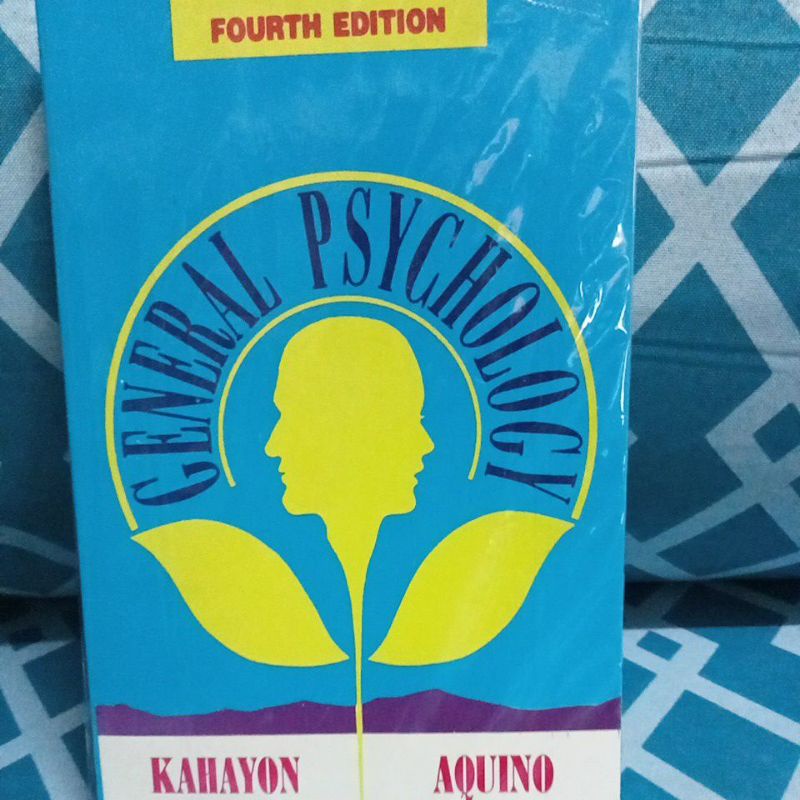 FOURTH EDITION
GENERAL PSYCHOLOGY
KAHAYON AQUINO